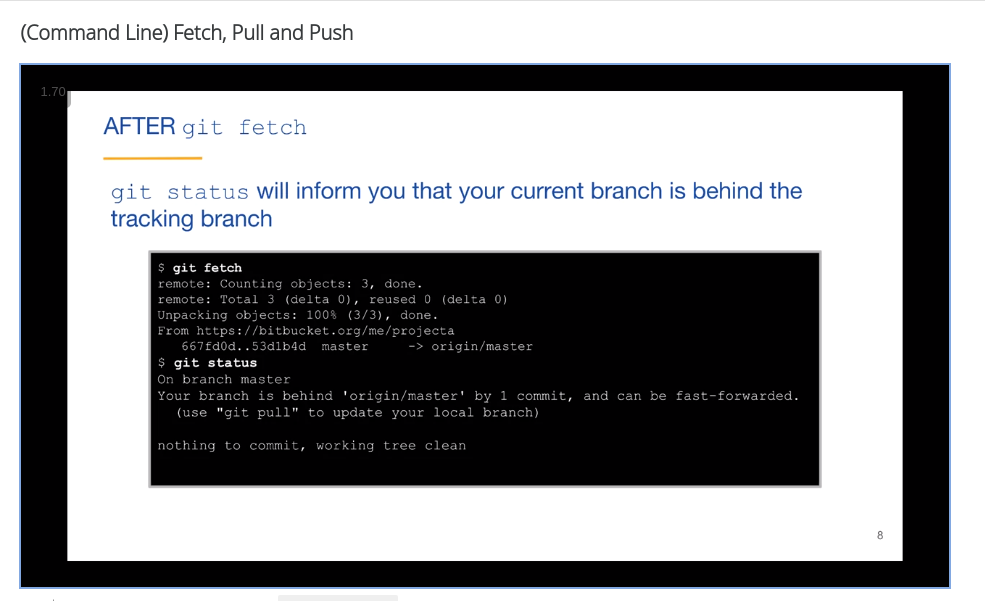 (Command Line) Fetch, Pull and Push
1.70
AFTER git fetch
git status will inform you that your current branch is behind the
tracking branch
$ git fetch
remote: Counting objects: 3, done.
remote: Total 3 (delta 0), reused 0 (delta 0)
Unpacking objects: 100% (3/3), done.
From https://bitbucket.org/me/projecta
   667fd0d..53d1b4d  master     -> origin/master
$ git status
On branch master
Your branch is behind 'origin/master' by 1 commit, and can be fast-forwarded.
  (use "git pull" to update your local branch)
nothing to commit, working tree clean
8